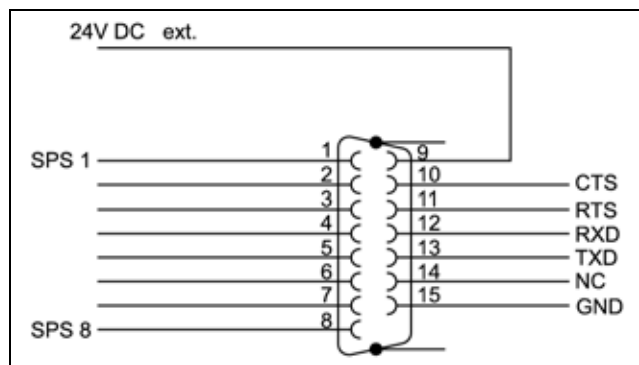 24V DC ext.
1
9
SPS 1
2
10
CTS
3
11
RTS
4
12
RXD
5
13
TXD
6
14
NC
7
15
GND
8
SPS 8